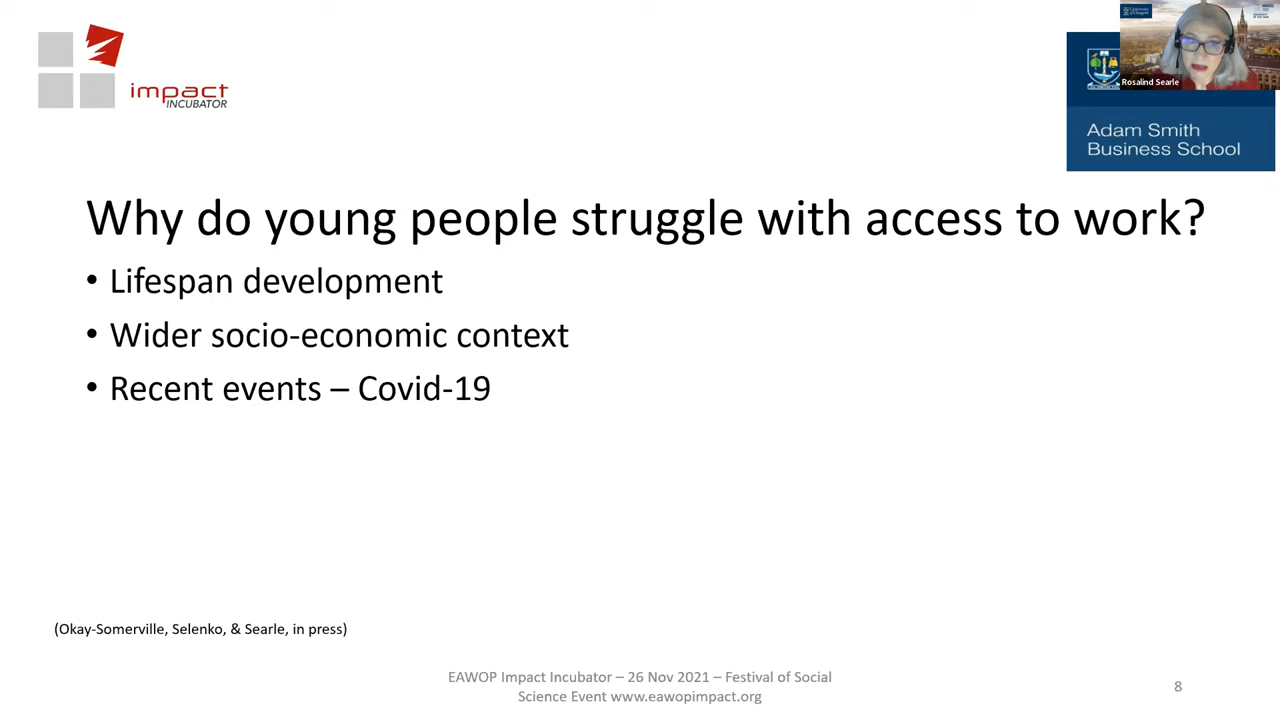 impact
INCUBATOR
Rosalind Searle
Adam Smith
Business School
Why do young people struggle with access to work?
• Lifespan development
• Wider socio-economic context
• Recent events – Covid-19
(Okay-Somerville, Selenko, & Searle, in press)
EAWOP Impact Incubator – 26 Nov 2021 – Festival of Social
Science Event www.eawopimpact.org
8